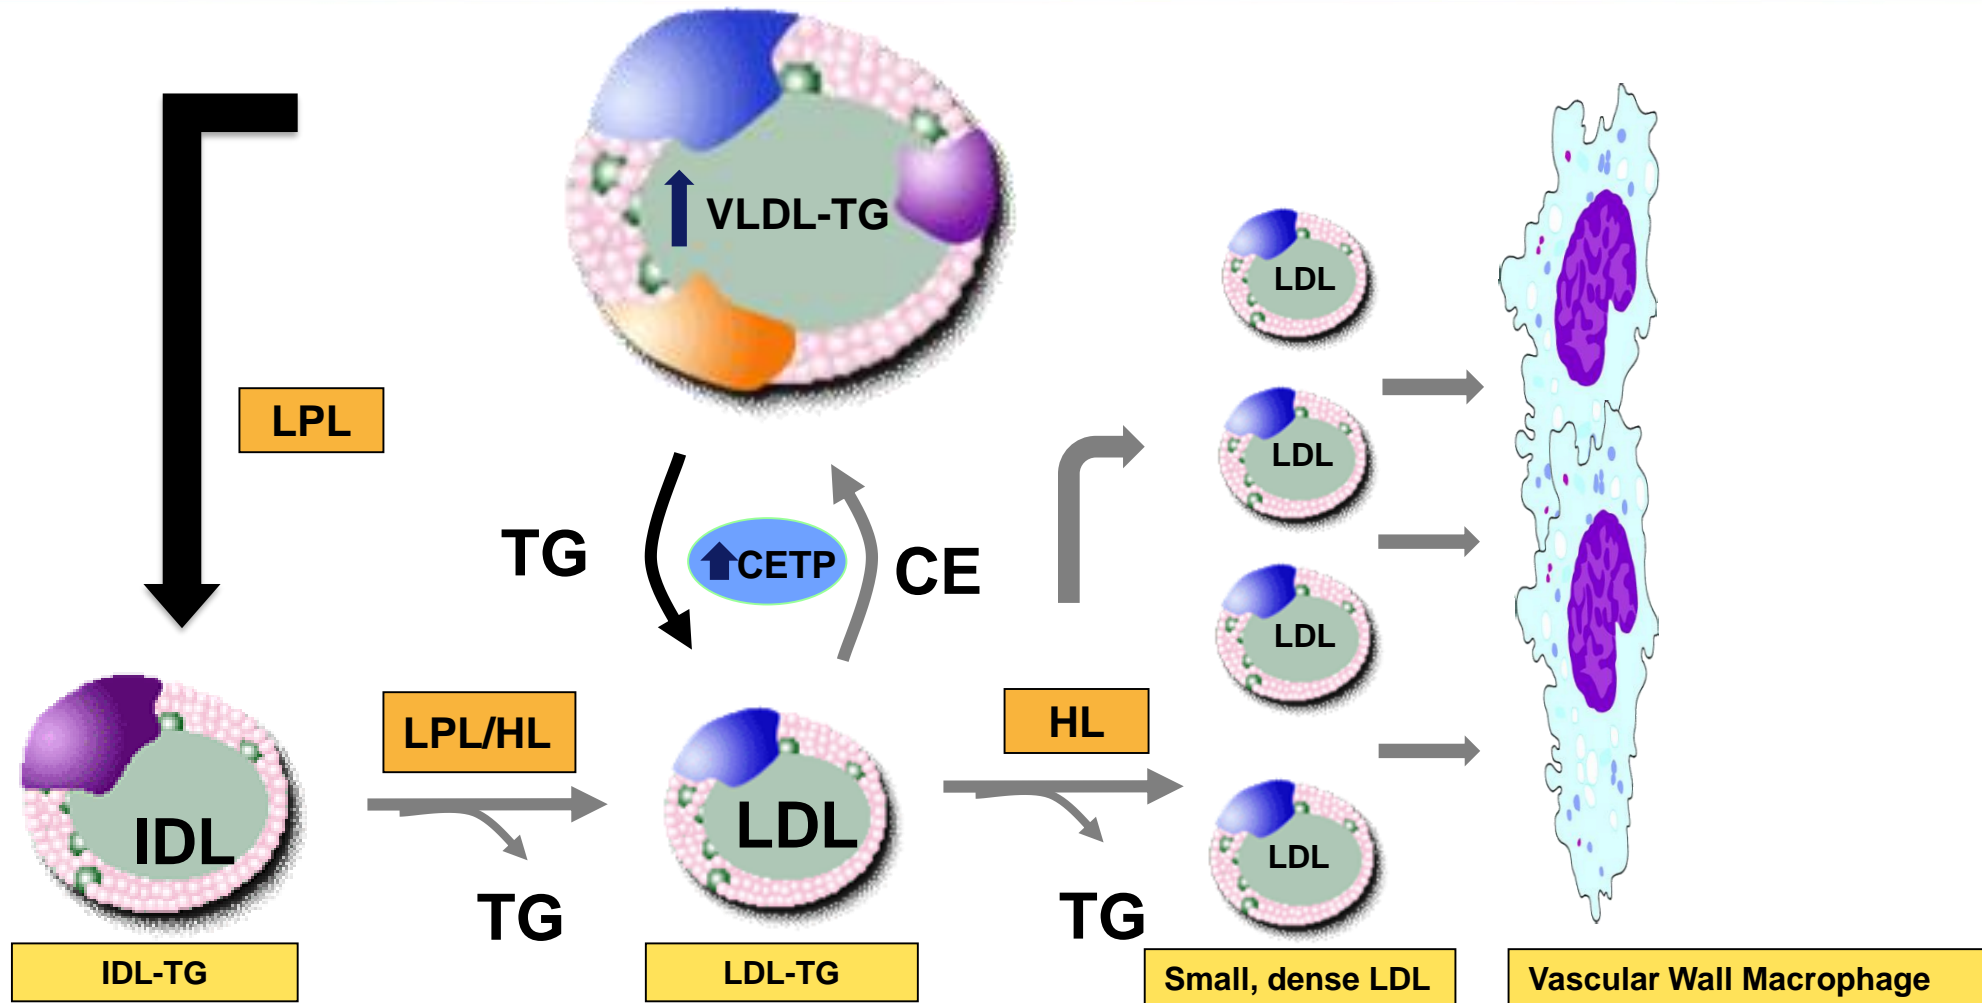 VLDL-TG
LDL
LPL
LDL
TG
CETP
CE
LDL
LPL/HL
HL
IDL
LDL
LDL
TG
TG
IDL-TG
LDL-TG
Small, dense LDL
Vascular Wall Macrophage